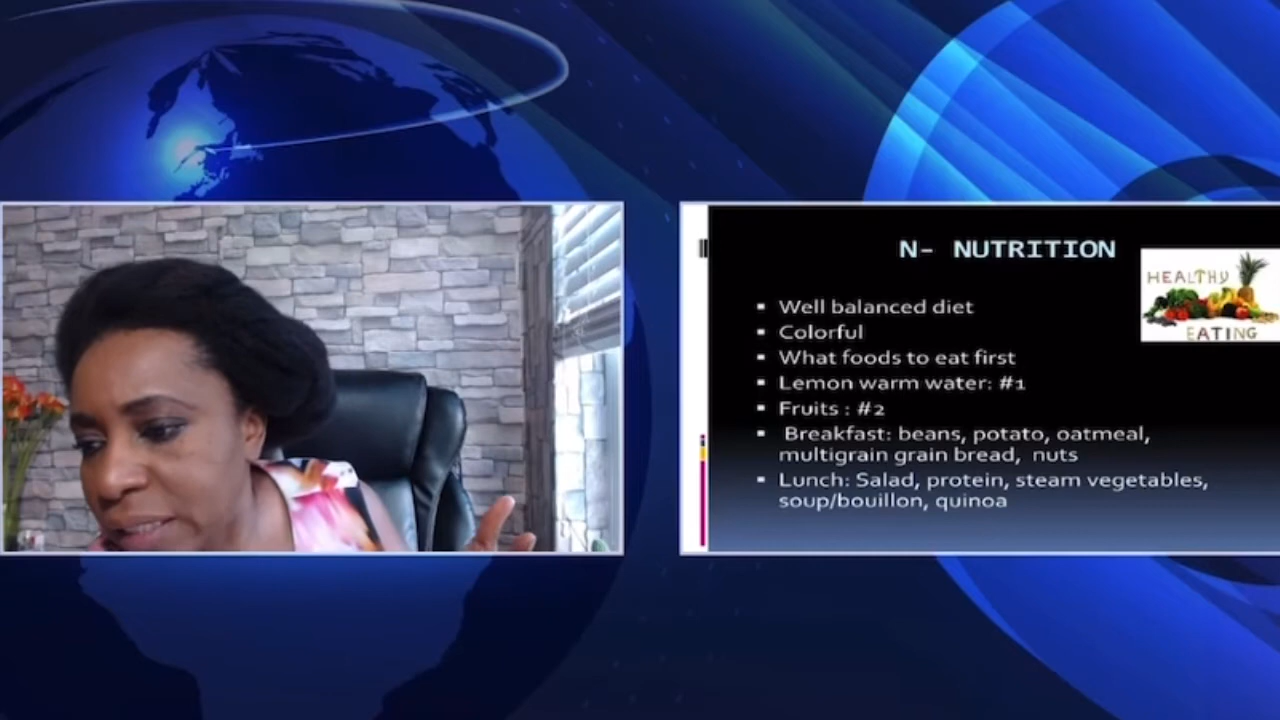 N- NUTRITION
HEALTHY
EATING
▪ Well balanced diet
▪ Colorful
▪ What foods to eat first
▪ Lemon warm water: #1
▪ Fruits : #2
▪ Breakfast: beans, potato, oatmeal,
multigrain grain bread, nuts
▪ Lunch: Salad, protein, steam vegetables,
soup/bouillon, quinoa